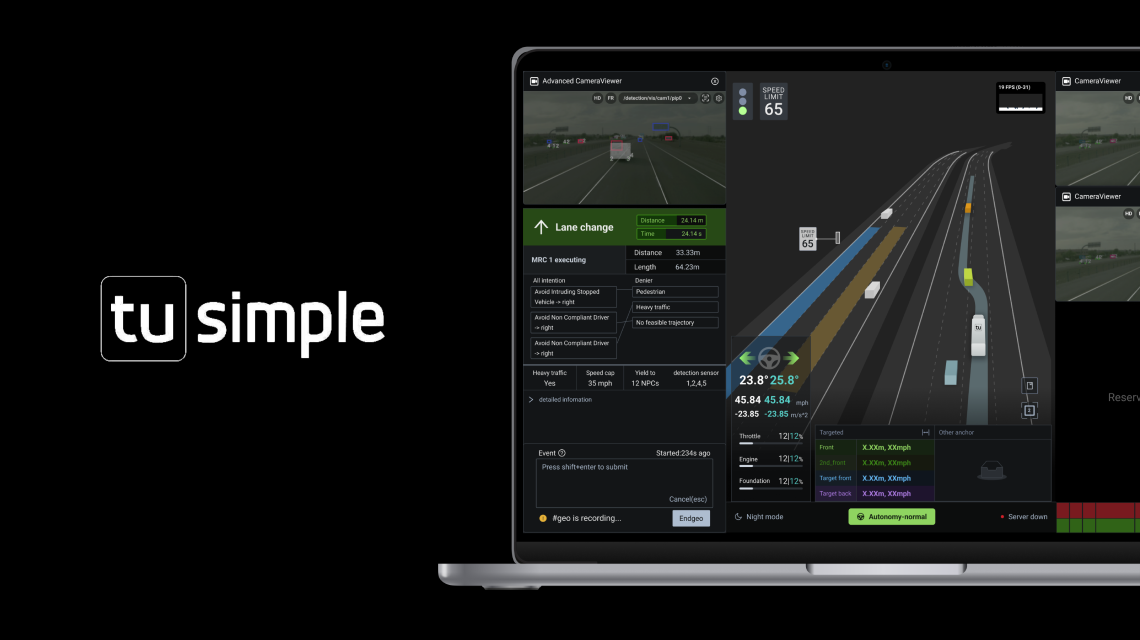 tu simple
Advanced CameraViewer
HD FR /detection/vis/cam1/pip0
Lane change
Distance 24.14 m
Time 24.14 s
MRC 1 executing
Distance 33.33m
Length 64.23m
All intention
Denier
Avoid Intruding Stopped
Vehicle -> right
Avoid Non Compliant Driver
-> right
Avoid Non Compliant Driver
-> right
Pedestrian
Heavy traffic
No feasible trajectory
Heavy traffic
Yes
Speed cap
35 mph
Yield to
12 NPCs
detection sensor
1,2,4,5
detailed infomation
Event
Started:234s ago
Press shift+enter to submit
Cancel(esc)
#geo is recording...
Endgeo
SPEED
LIMIT
65
19 FPS (0-31)
SPEED
LIMIT
65
tu
23.8° 25.8°
45.84 45.84 mph
-23.85 -23.85 m/s^2
Throttle 12|12%
Engine 12|12%
Foundation 12|12%
Targeted
Other anchor
Front X.XXm, XXmph
2nd_front X.XXm, XXmph
Target front X.XXm, XXmph
Target back X.XXm, XXmph
Night mode
Autonomy-normal
Server down
CameraViewer
HD
CameraViewer
HD
Reserv